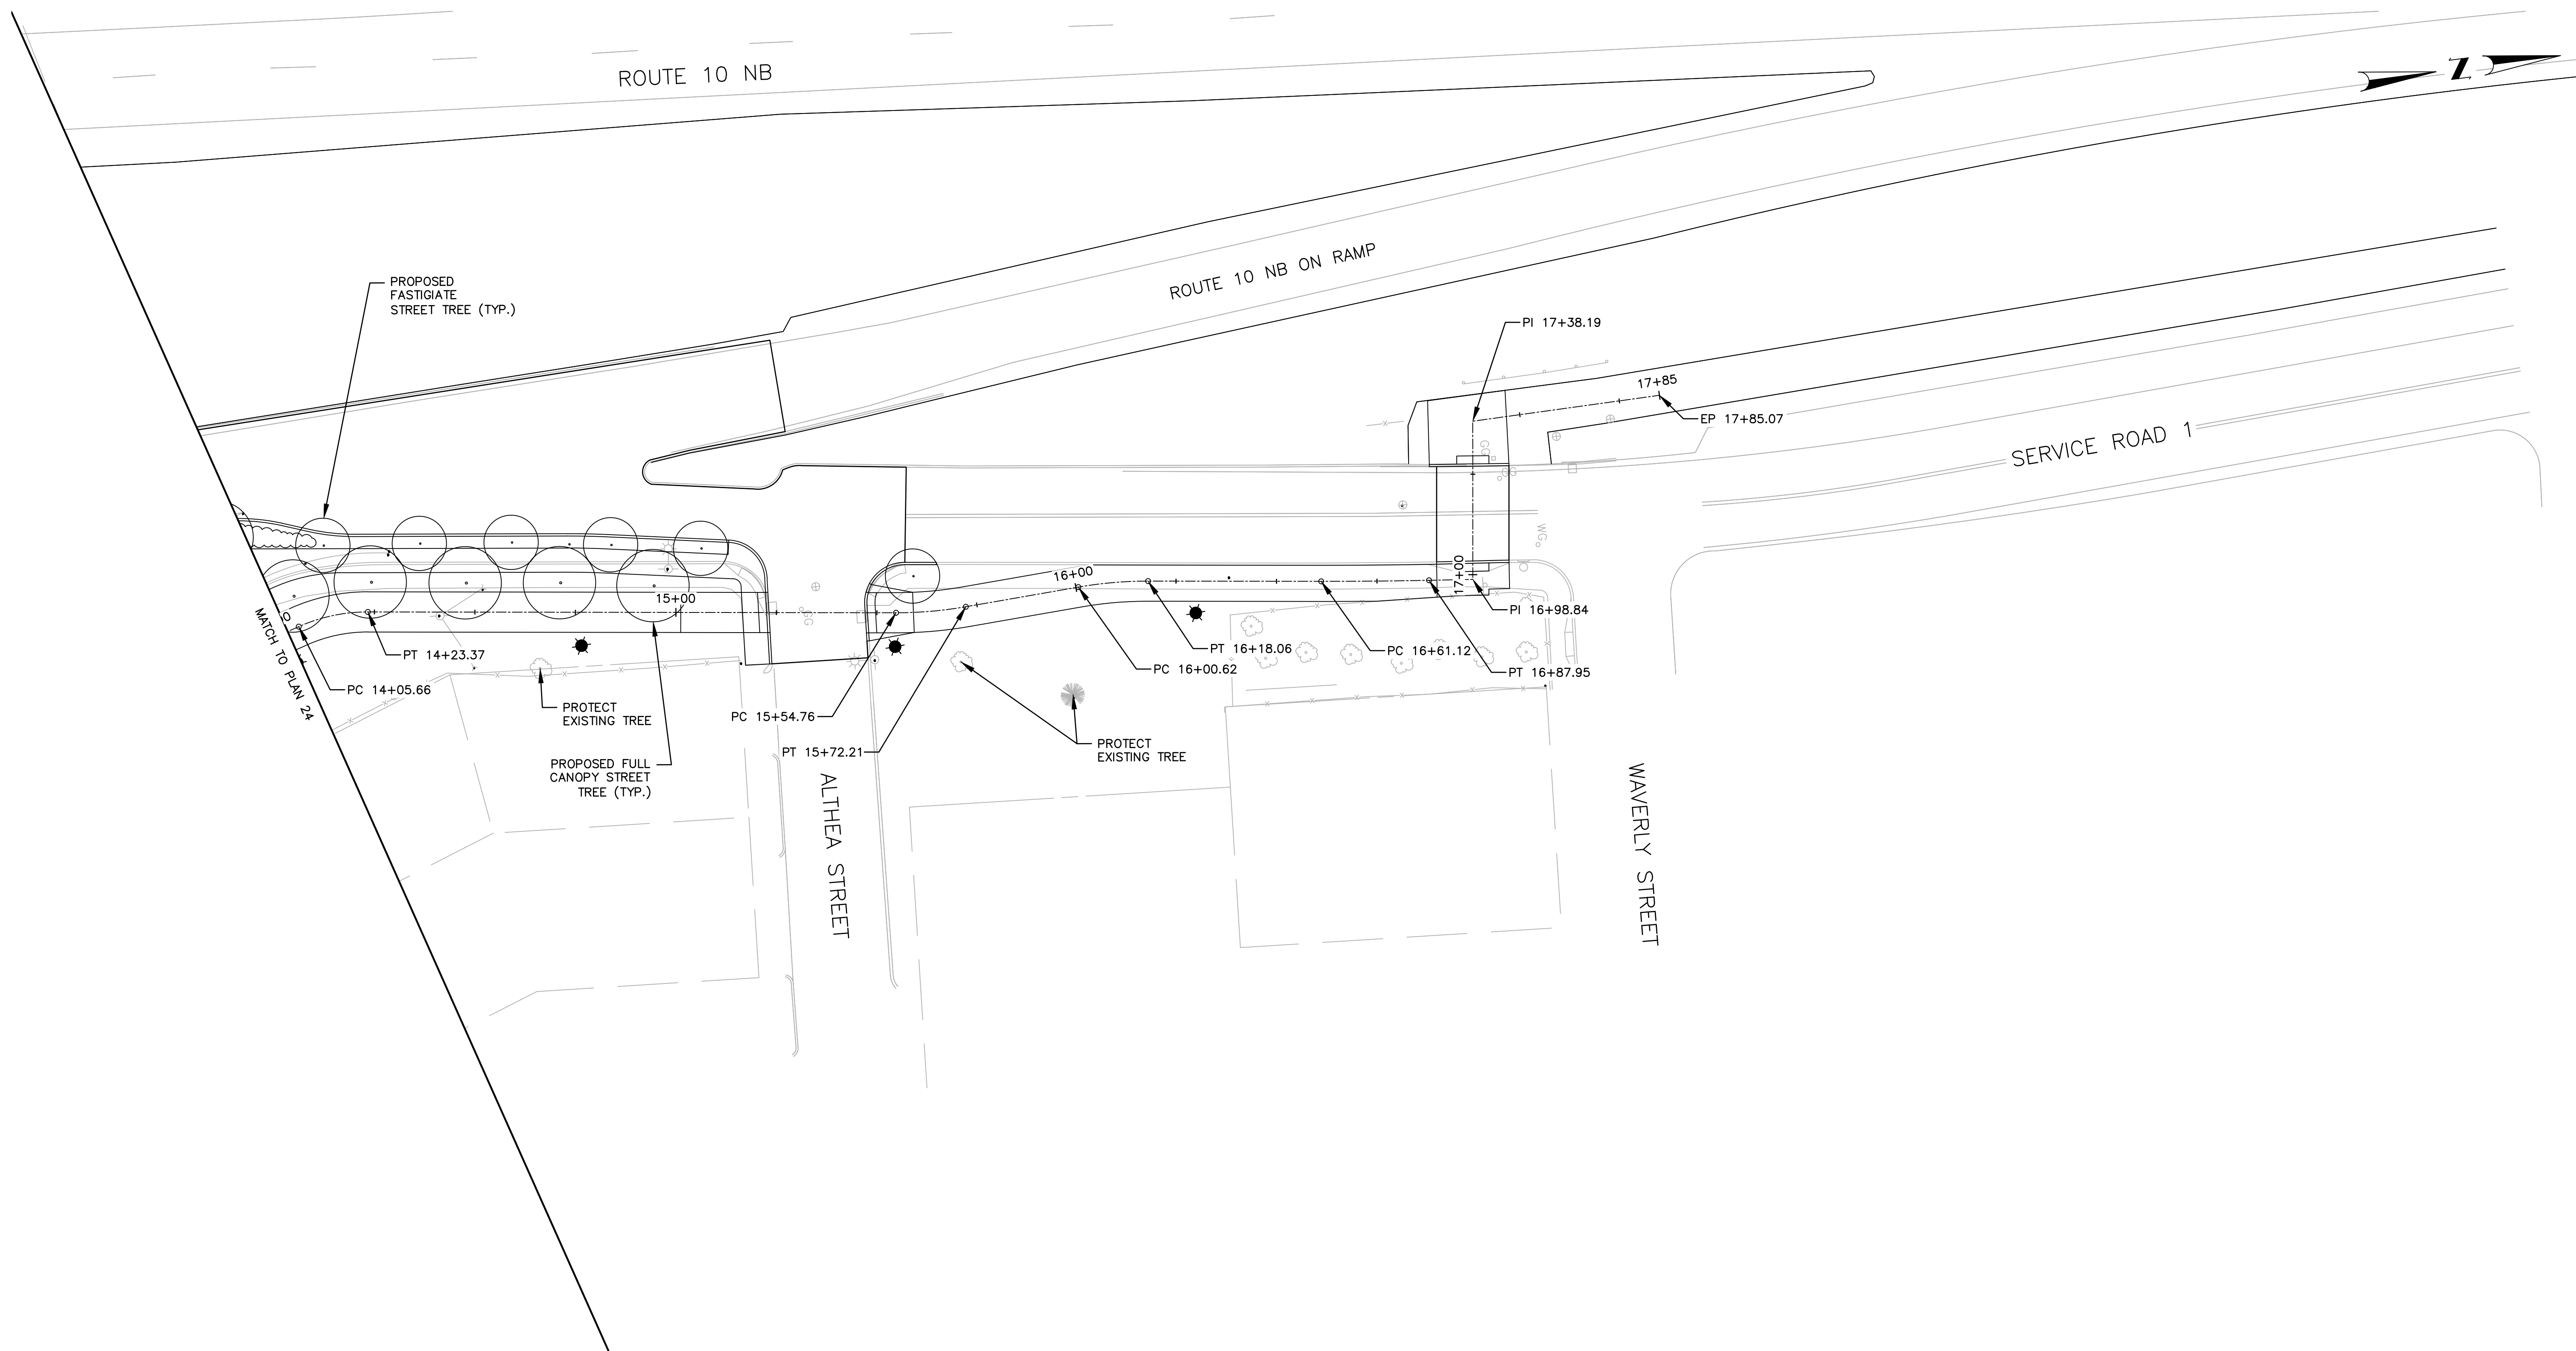 ROUTE 10 NB
Z
ROUTE 10 NB ON RAMP
PROPOSED
FASTIGIATE
STREET TREE (TYP.)
PI 17+38.19
17+85
EP 17+85.07
SERVICE ROAD 1
GG
GG
WG
16+00
17+00
15+00
GG
PI 16+98.84
MATCH TO PLAN 24
PT 14+23.37
PT 16+18.06
PC 16+61.12
PC 16+00.62
PT 16+87.95
PC 14+05.66
PROTECT
EXISTING TREE
PC 15+54.76
PT 15+72.21
PROTECT
EXISTING TREE
PROPOSED FULL
CANOPY STREET
TREE (TYP.)
ALTHEA STREET
WAVERLY STREET